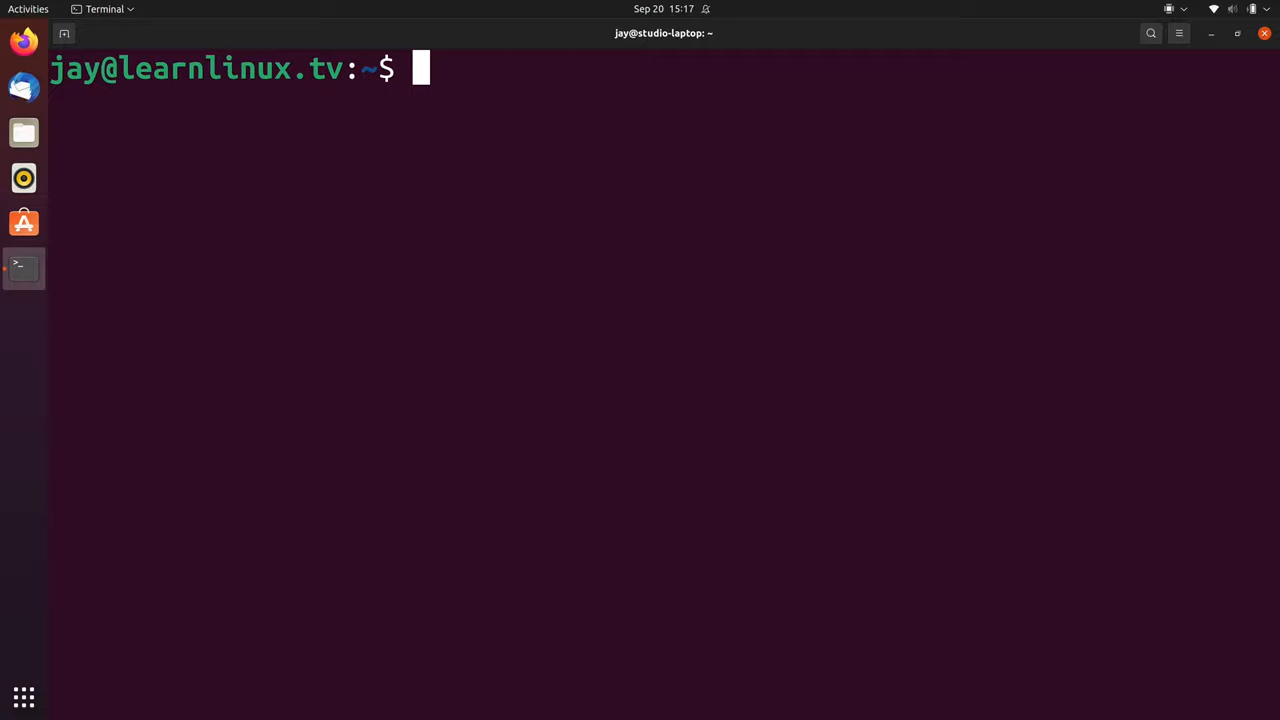 Activities
Terminal
Sep 20 15:17
jay@studio-laptop: ~
jay@learnlinux.tv:~$
>_